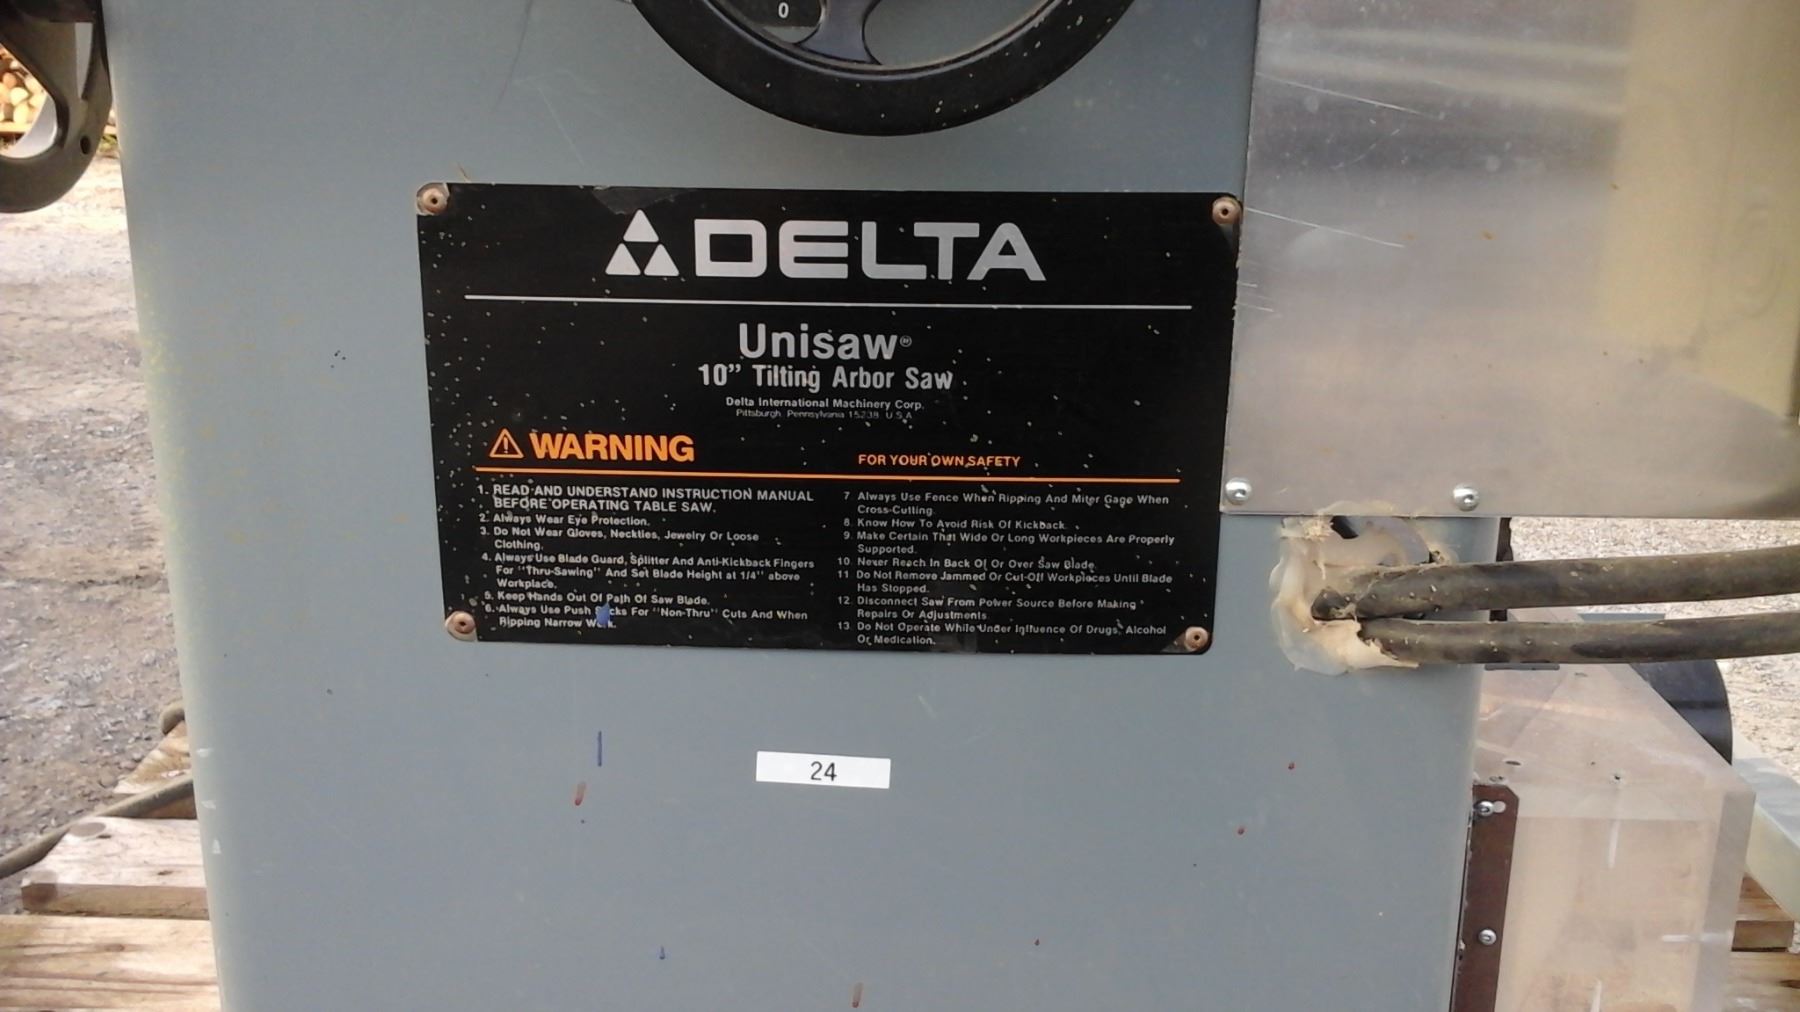 0
DELTA
Unisaw®
10" Tilting Arbor Saw
Delta International Machinery Corp.
Pittsburgh, Pennsylvania 15238 U.S.A.
WARNING
FOR YOUR OWN SAFETY
1. READ AND UNDERSTAND INSTRUCTION MANUAL
BEFORE OPERATING TABLE SAW.
2. Always Wear Eye Protection.
3. Do Not Wear Gloves, Neckties, Jewelry Or Loose
Clothing.
4. Always Use Blade Guard, Splitter And Anti-Kickback Fingers
For "Thru-Sawing" And Set Blade Height at 1/4" above
Workplace.
5. Keep Hands Out Of Path Of Saw Blade.
6. Always Use Push Sticks For "Non-Thru" Cuts And When
Ripping Narrow Work.
7 Always Use Fence When Ripping And Miter Gage When
Cross-Cutting.
8. Know How To Avoid Risk Of Kickback.
9. Make Certain That Wide Or Long Workpieces Are Properly
Supported.
10. Never Reach In Back Of Or Over Saw Blade.
11 Do Not Remove Jammed Or Cut-Off Workpieces Until Blade
Has Stopped.
12. Disconnect Saw From Power Source Before Making
Repairs Or Adjustments.
13. Do Not Operate While Under Influence Of Drugs, Alcohol
Or Medication.
24